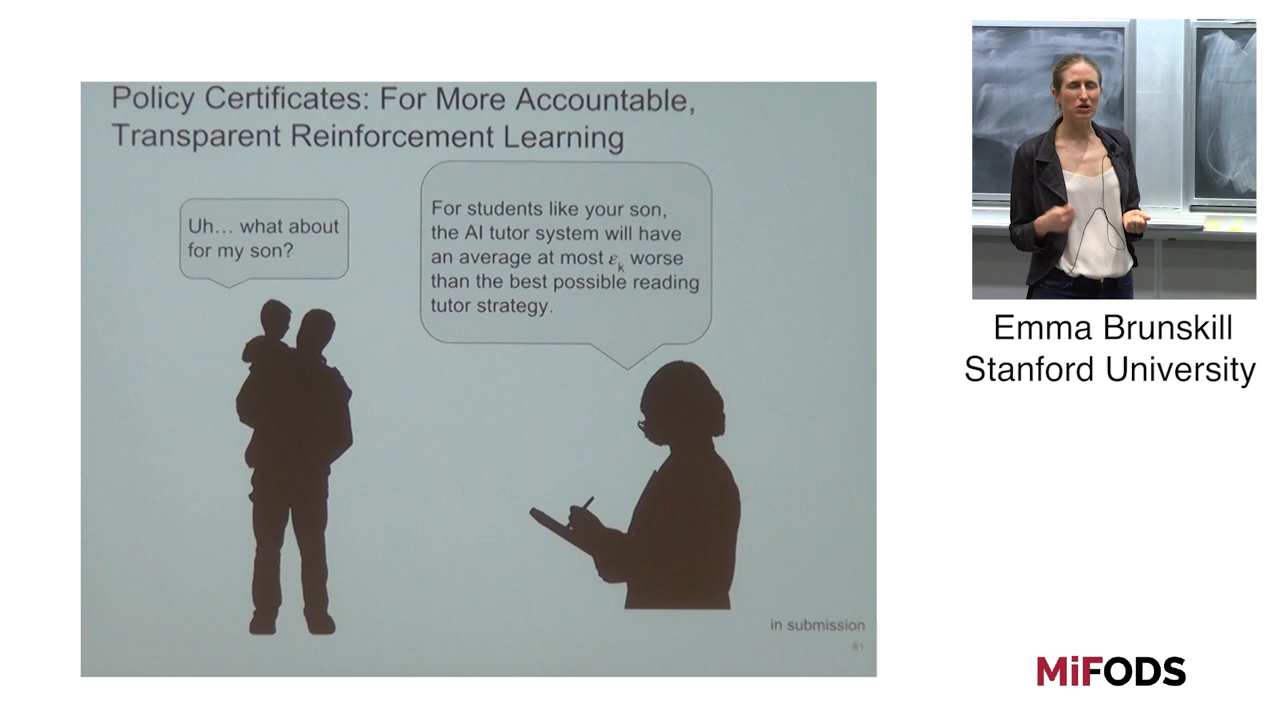 Policy Certificates: For More Accountable,
Transparent Reinforcement Learning
Uh... what about
for my son?
For students like your son,
the AI tutor system will have
an average at most εk worse
than the best possible reading
tutor strategy.
in submission
81
Emma Brunskill
Stanford University
MiFODS